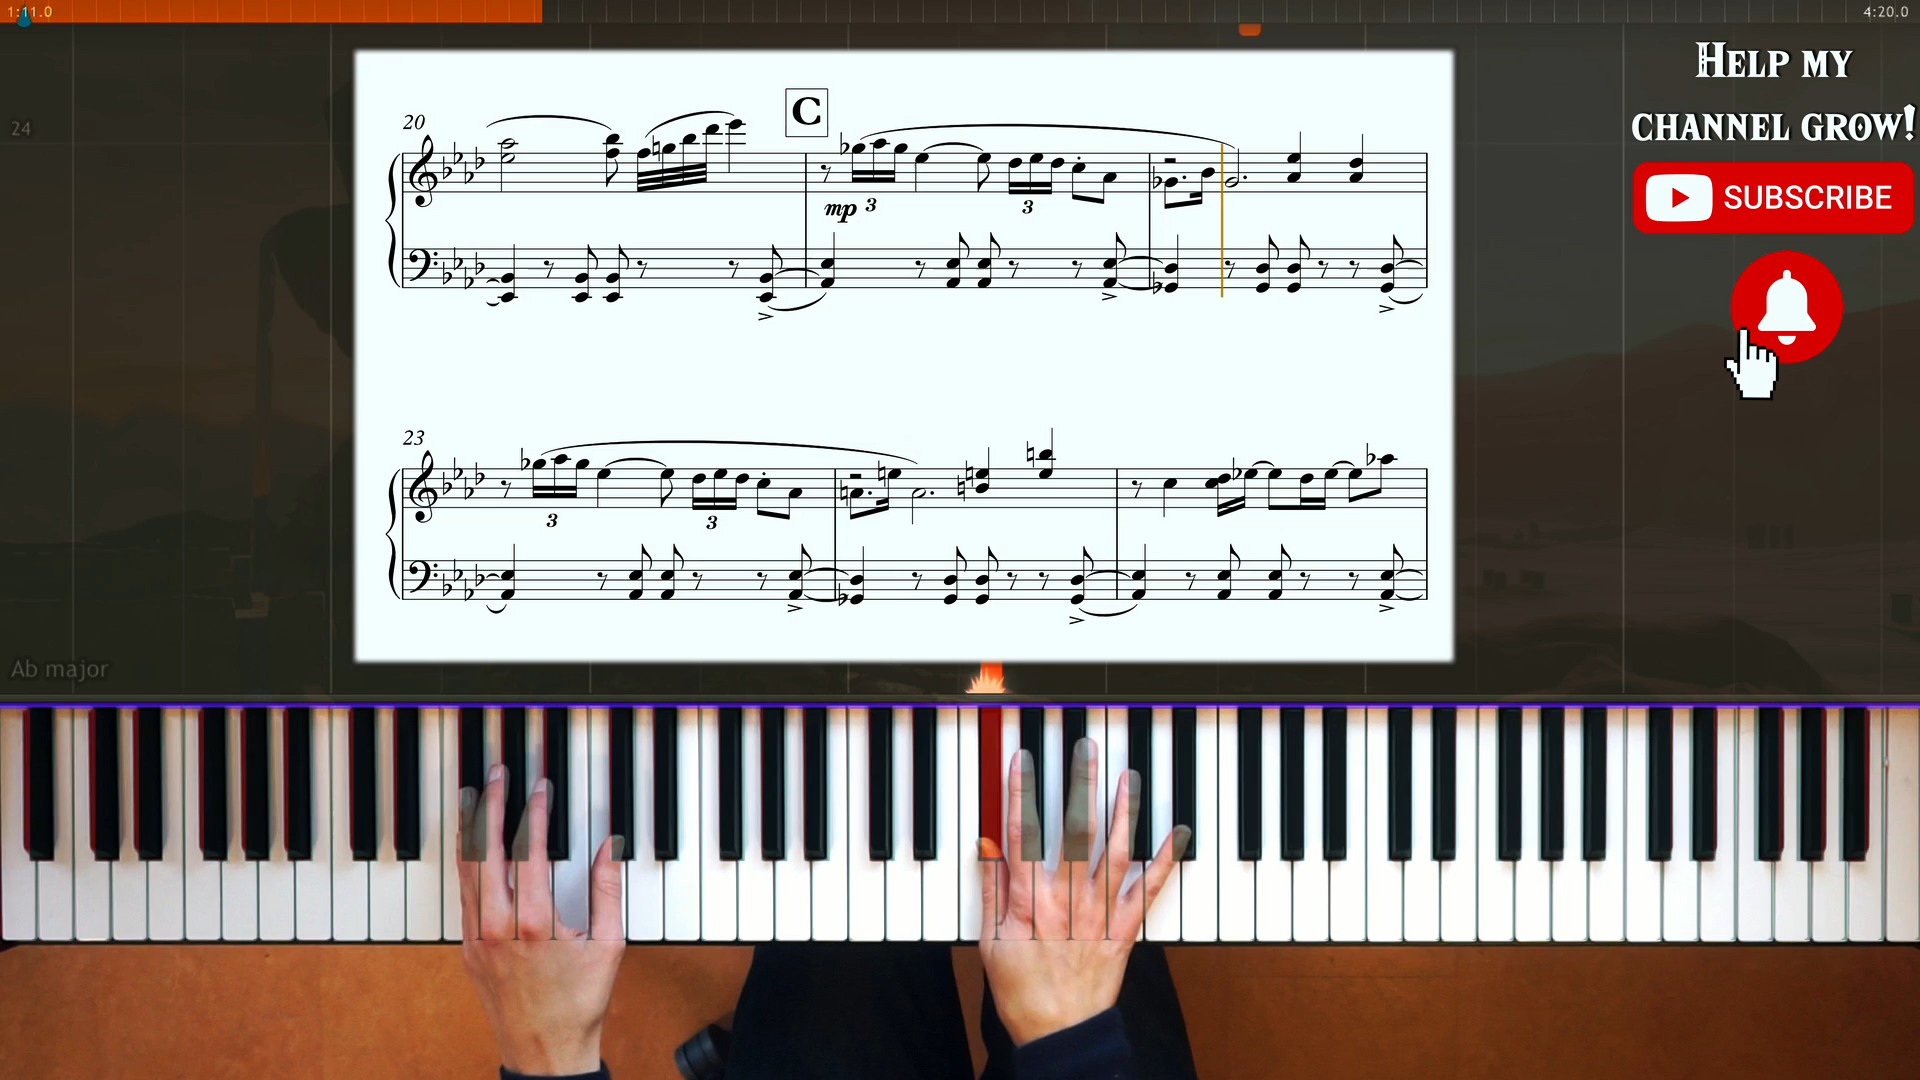 1:11.0
4:20.0
HELP MY
CHANNEL GROW!
SUBSCRIBE
24
20
C
mp 3
3
23
3
3
Ab major